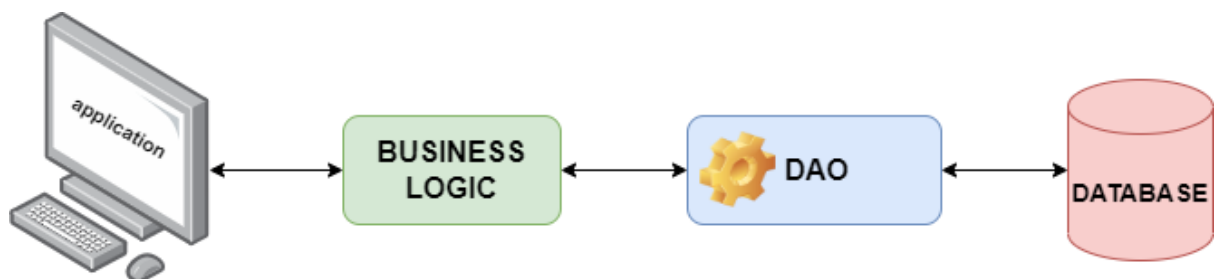 application
BUSINESS
LOGIC
DAO
DATABASE